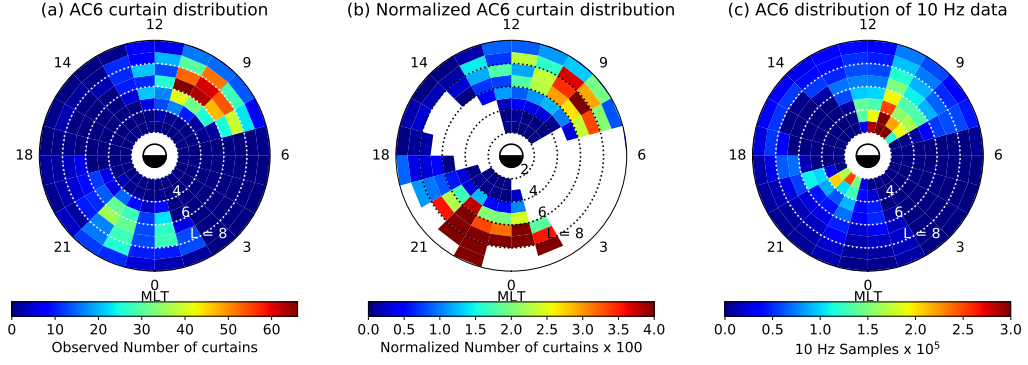 (a) AC6 curtain distribution
12
14
9
18
6
4
6
L = 8
21
3
0
MLT
0 10 20 30 40 50 60
Observed Number of curtains
(b) Normalized AC6 curtain distribution
12
14
9
18
6
2
4
6
L = 8
21
3
0
MLT
0.0 0.5 1.0 1.5 2.0 2.5 3.0 3.5 4.0
Normalized Number of curtains x 100
(c) AC6 distribution of 10 Hz data
12
14
9
18
6
4
6
L = 8
21
3
0
MLT
0.0 0.5 1.0 1.5 2.0 2.5 3.0
10 Hz Samples x 10⁵